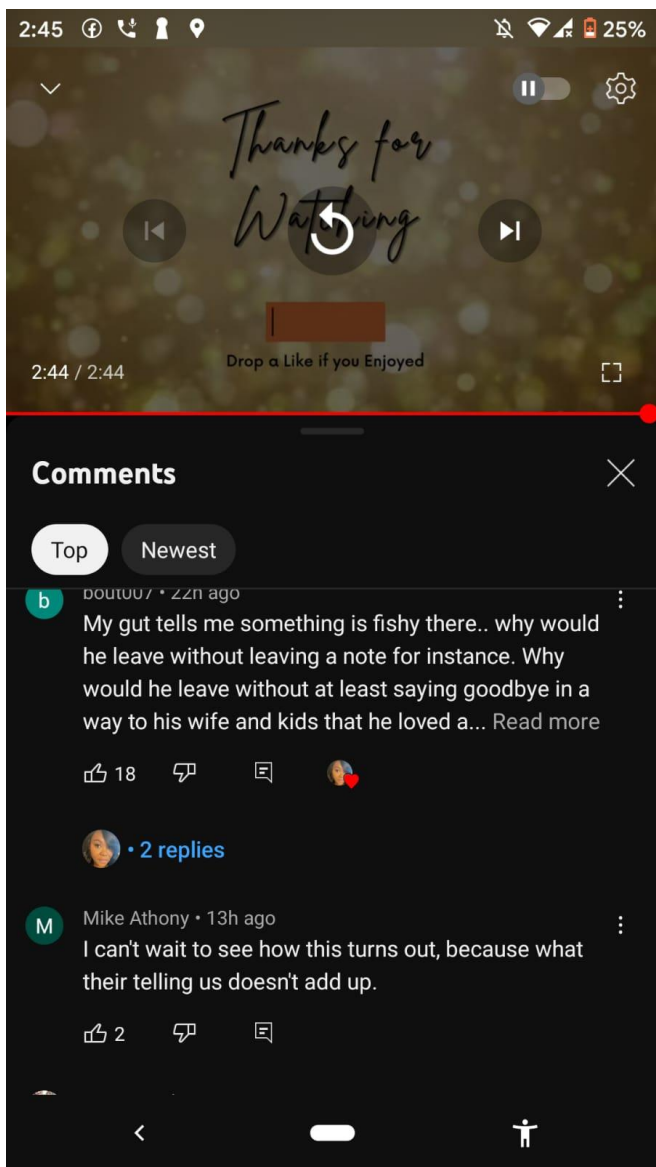 2:45 25%
Thanks for
Watching
Drop a Like if you Enjoyed
2:44 / 2:44
Comments
Top Newest
b bout007 • 22h ago
My gut tells me something is fishy there.. why would
he leave without leaving a note for instance. Why
would he leave without at least saying goodbye in a
way to his wife and kids that he loved a... Read more
18
• 2 replies
M Mike Athony • 13h ago
I can't wait to see how this turns out, because what
their telling us doesn't add up.
2